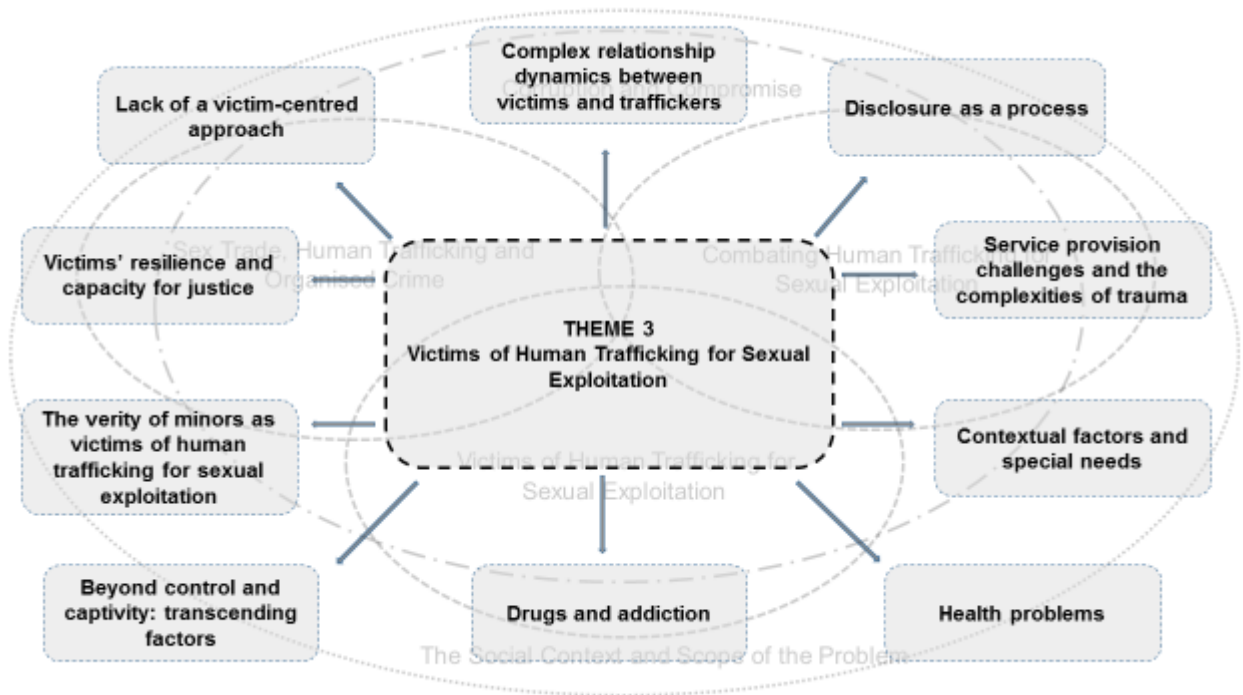 Complex relationship
dynamics between
victims and traffickers
Corruption and Compromise
Lack of a victim-centred
approach
Disclosure as a process
Victims' resilience and
capacity for justice
Sex Trade, Human Trafficking and
Organised Crime
Combating Human Trafficking for
Sexual Exploitation
Service provision
challenges and the
complexities of trauma
THEME 3
Victims of Human Trafficking for Sexual
Exploitation
The verity of minors as
victims of human
trafficking for sexual
exploitation
Contextual factors and
special needs
Victims of Human Trafficking for
Sexual Exploitation
Beyond control and
captivity: transcending
factors
Drugs and addiction
Health problems
The Social Context and Scope of the Problem